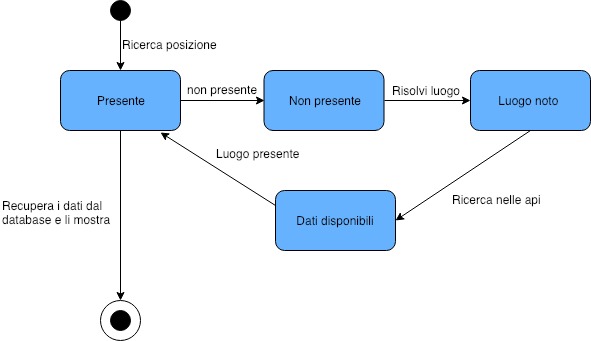 Ricerca posizione
Presente
non presente
Non presente
Risolvi luogo
Luogo noto
Luogo presente
Ricerca nelle api
Recupera i dati dal
database e li mostra
Dati disponibili